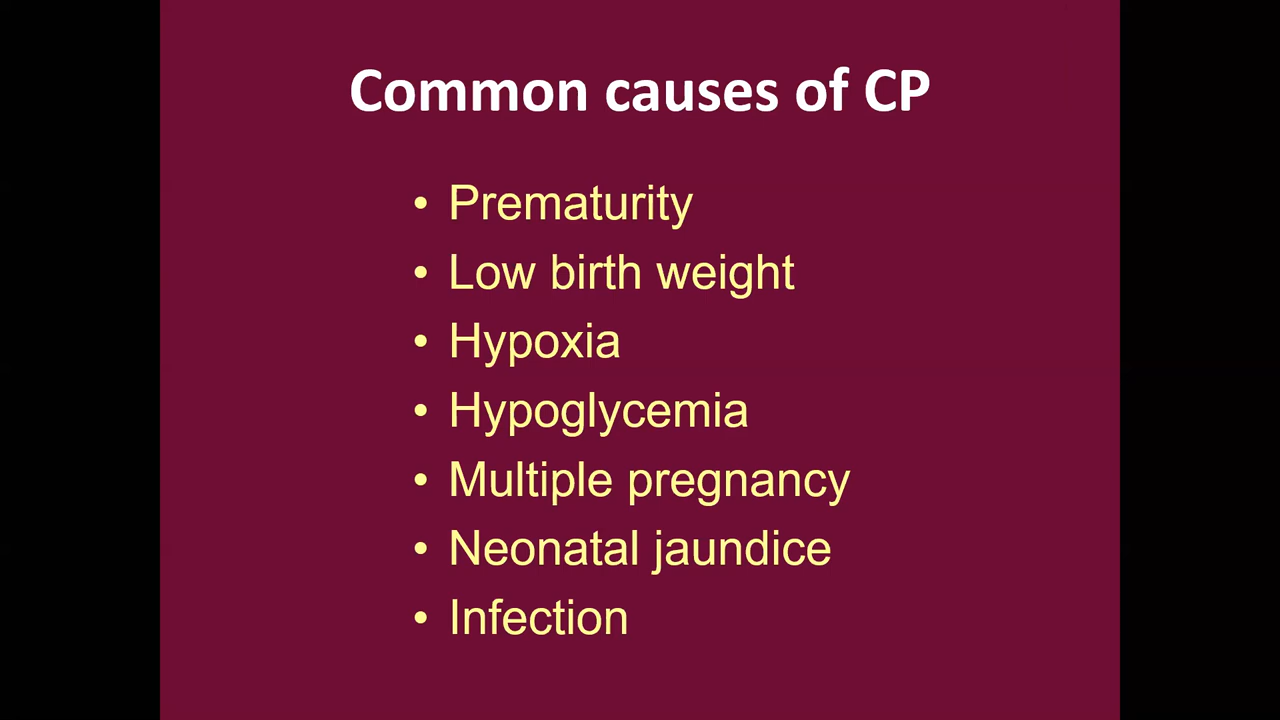 Common causes of CP
• Prematurity
• Low birth weight
• Hypoxia
• Hypoglycemia
• Multiple pregnancy
• Neonatal jaundice
• Infection